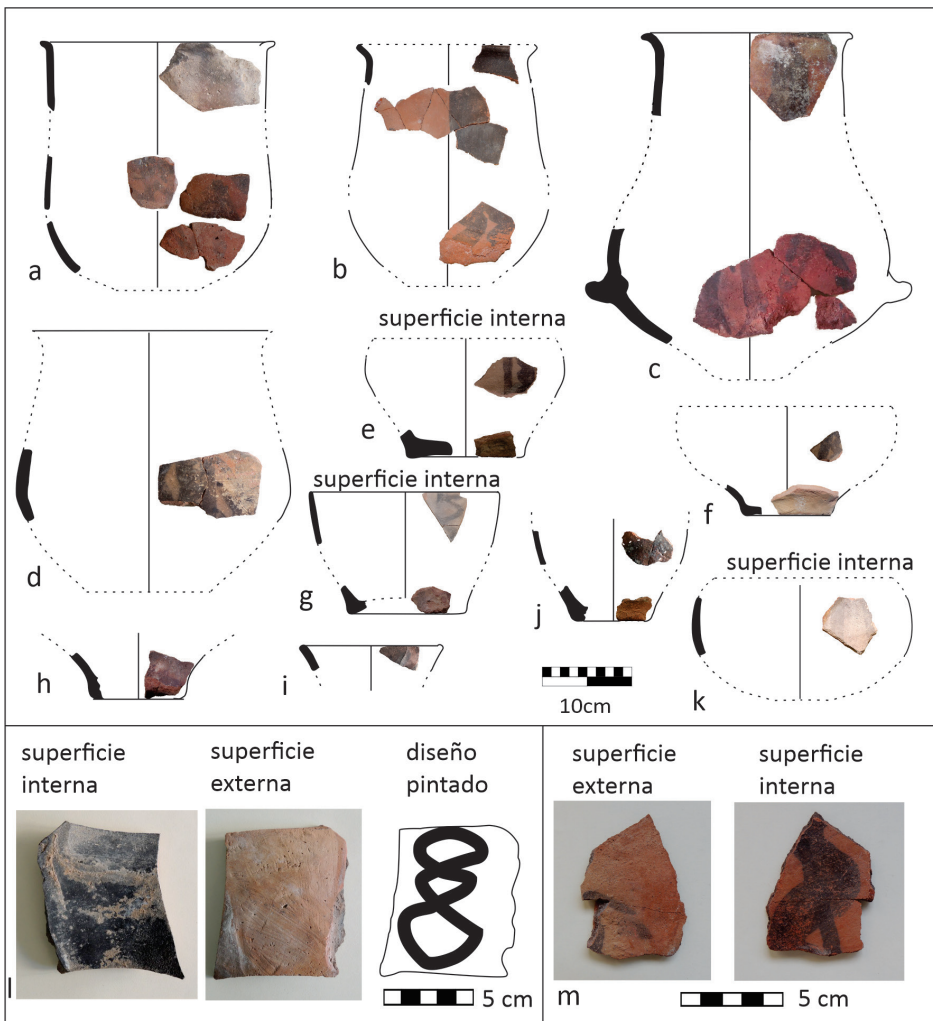 a
b
c
superficie interna
e
d
f
superficie interna
g
j
superficie interna
h
i
10cm
k
superficie
interna
superficie
externa
diseño
pintado
l
5 cm
superficie
externa
superficie
interna
m
5 cm